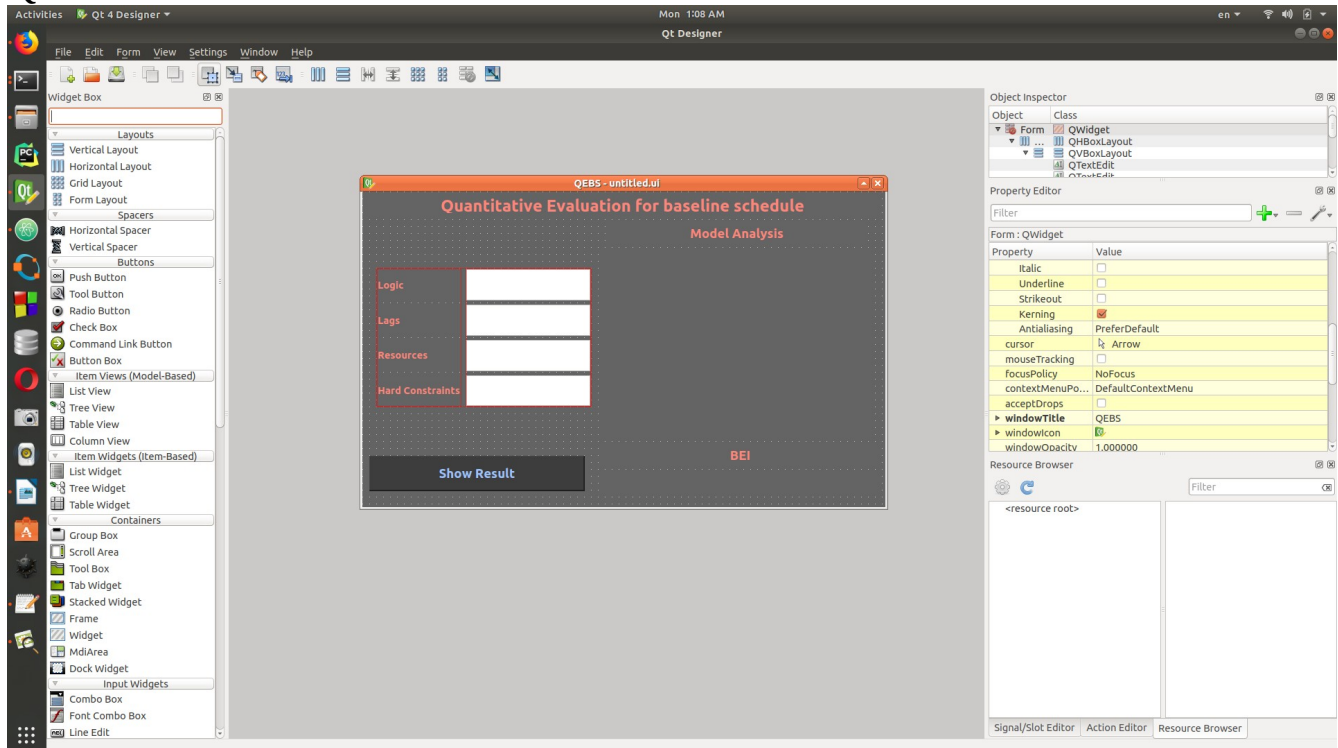 Activities Qt 4 Designer Mon 1:08 AM en
Qt Designer
File Edit Form View Settings Window Help
Widget Box
Layouts
Vertical Layout
Horizontal Layout
Grid Layout
Form Layout
Spacers
Horizontal Spacer
Vertical Spacer
Buttons
Push Button
Tool Button
Radio Button
Check Box
Command Link Button
Button Box
Item Views (Model-Based)
List View
Tree View
Table View
Column View
Item Widgets (Item-Based)
List Widget
Tree Widget
Table Widget
Containers
Group Box
Scroll Area
Tool Box
Tab Widget
Stacked Widget
Frame
Widget
MdiArea
Dock Widget
Input Widgets
Combo Box
Font Combo Box
Line Edit
QEBS - untitled.ui
Quantitative Evaluation for baseline schedule
Model Analysis
Logic
Lags
Resources
Hard Constraints
BEI
Show Result
Object Inspector
Object Class
Form QWidget
... QHBoxLayout
QVBoxLayout
QTextEdit
QTextEdit
Property Editor
Filter
Form : QWidget
Property Value
Italic
Underline
Strikeout
Kerning
Antialiasing PreferDefault
cursor Arrow
mouseTracking
focusPolicy NoFocus
contextMenuPo... DefaultContextMenu
acceptDrops
windowTitle QEBS
windowIcon
windowOpacity 1.000000
Resource Browser
Filter
<resource root>
Signal/Slot Editor Action Editor Resource Browser